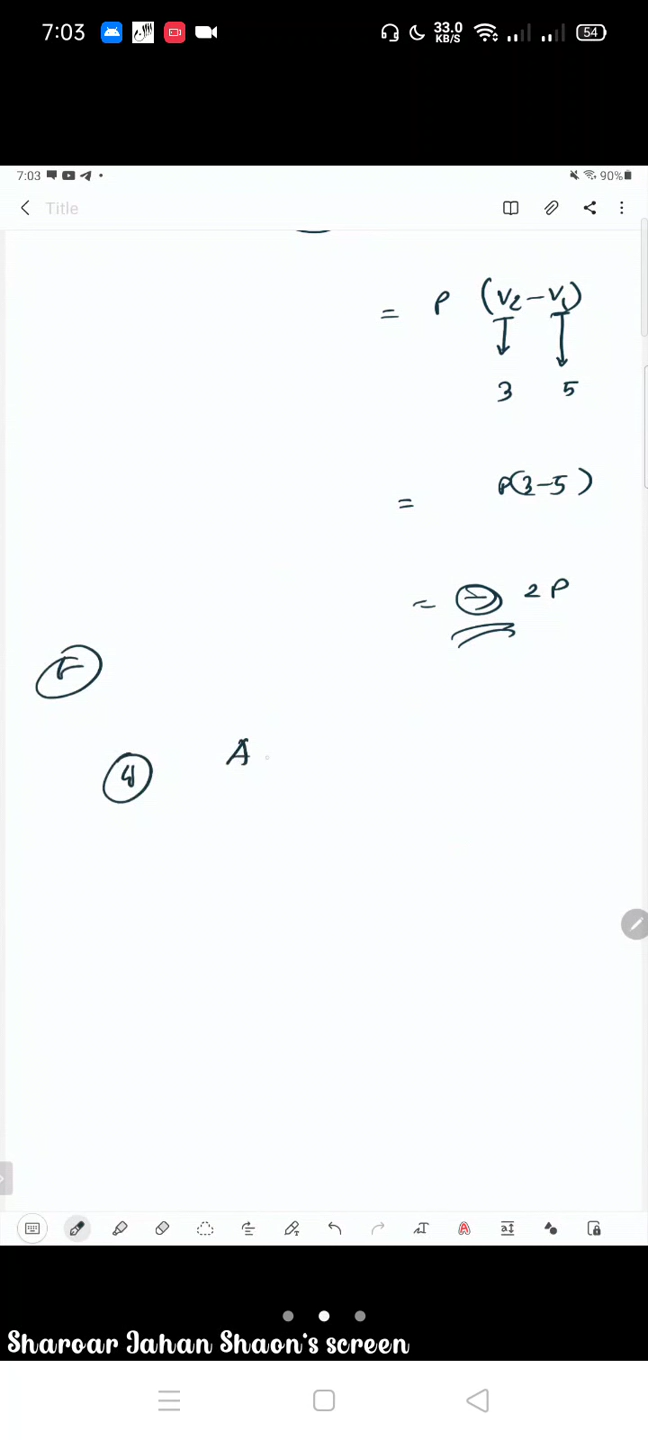 7:03 33.0 KB/S 54
7:03 90%
Title
= P (V₂-V₁)
3 5
= P(3-5)
= - 2P
A
Sharoar Jahan Shaon's screen